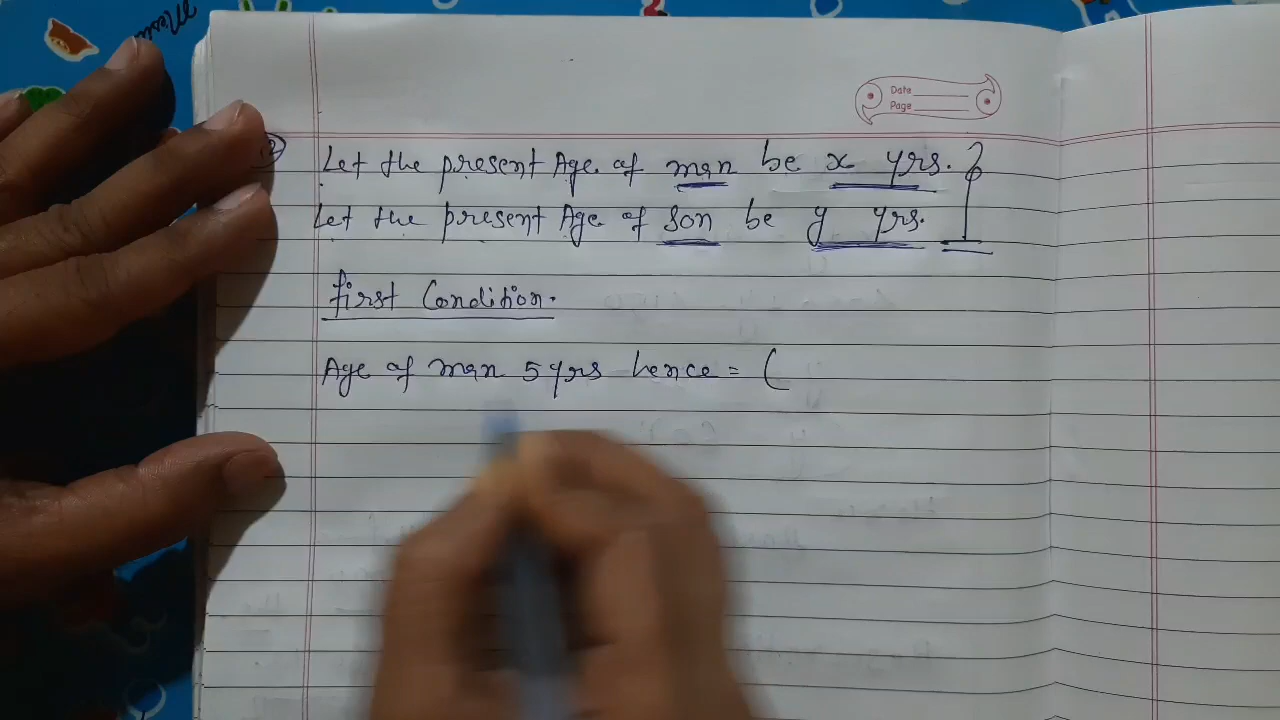 Date
Page
Let the present Age of man be x yrs.
Let the present Age of son be y yrs.
first Condition.
Age of man 5 yrs hence = (